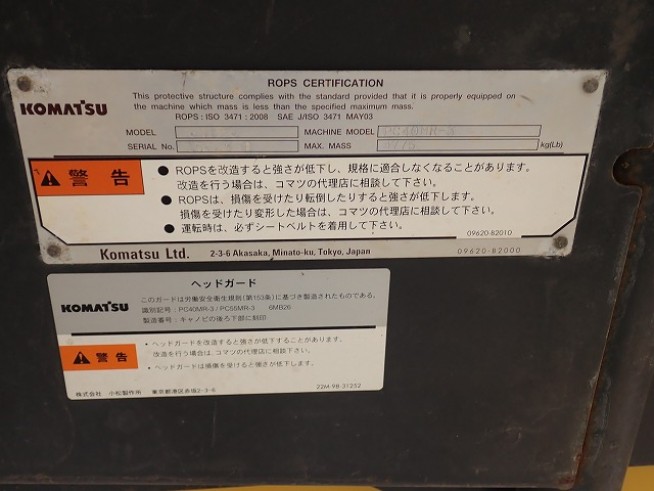 KOMATSU
ROPS CERTIFICATION
This protective structure complies with the standard provided that it is properly equipped on
the machine which mass is less than the specified maximum mass.
ROPS : ISO 3471 : 2008 SAE J/ISO 3471 MAY03
MODEL MACHINE MODEL PC40MR-3
SERIAL No. MAX. MASS kg(Lb)
警告
● ROPSを改造すると強さが低下し、規格に適合しなくなることがあります。
改造を行う場合は、コマツの代理店に相談して下さい。
● ROPSは、損傷を受けたり転倒したりすると強さが低下します。
損傷を受けたり変形した場合は、コマツの代理店に相談して下さい。
● 運転時は、必ずシートベルトを着用して下さい。
09620-82010
Komatsu Ltd. 2-3-6 Akasaka, Minato-ku, Tokyo, Japan 09620-82000
ヘッドガード
KOMATSU
このガードは労働安全衛生規則(第153条)に基づき製造されたものである。
識別記号：PC40MR-3 / PC55MR-3 6MB26
製造番号：キャノピの後ろ下部に刻印
警告
・ヘッドガードを改造すると強さが低下することがあります。
改造を行う場合は、コマツの代理店に相談して下さい。
・ヘッドガードは損傷を受けると強さが低下します。
株式会社 小松製作所 東京都港区赤坂2-3-6 22M-98-31252